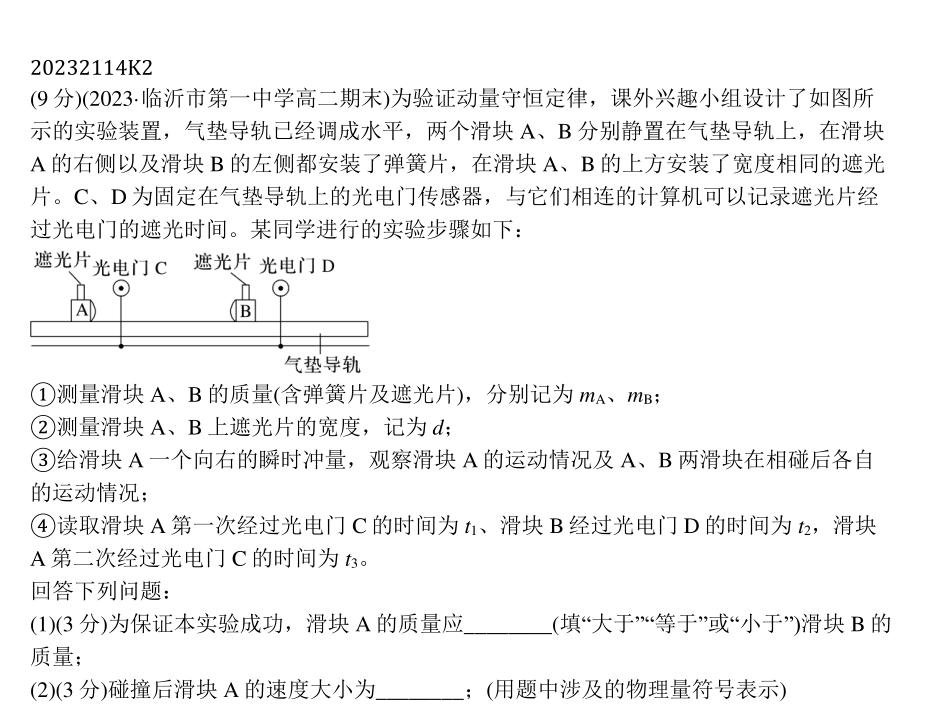 20232114K2
(9分)(2023·临沂市第一中学高二期末)为验证动量守恒定律，课外兴趣小组设计了如图所
示的实验装置，气垫导轨已经调成水平，两个滑块 A、B 分别静置在气垫导轨上，在滑块
A 的右侧以及滑块 B 的左侧都安装了弹簧片，在滑块 A、B 的上方安装了宽度相同的遮光
片。C、D 为固定在气垫导轨上的光电门传感器，与它们相连的计算机可以记录遮光片经
过光电门的遮光时间。某同学进行的实验步骤如下：
遮光片 光电门 C 遮光片 光电门 D
A B
气垫导轨
①测量滑块 A、B 的质量(含弹簧片及遮光片)，分别记为 mA、mB；
②测量滑块 A、B 上遮光片的宽度，记为 d；
③给滑块 A 一个向右的瞬时冲量，观察滑块 A 的运动情况及 A、B 两滑块在相碰后各自
的运动情况；
④读取滑块 A 第一次经过光电门 C 的时间为 t1、滑块 B 经过光电门 D 的时间为 t2，滑块
A 第二次经过光电门 C 的时间为 t3。
回答下列问题：
(1)(3 分)为保证本实验成功，滑块 A 的质量应________(填“大于”“等于”或“小于”)滑块 B 的
质量；
(2)(3 分)碰撞后滑块 A 的速度大小为________；(用题中涉及的物理量符号表示)